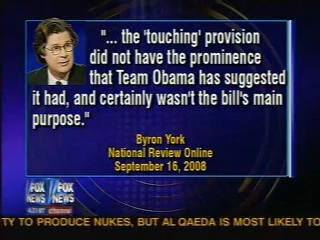 "... the 'touching' provision
did not have the prominence
that Team Obama has suggested
it had, and certainly wasn't the bill's main
purpose."
Byron York
National Review Online
September 16, 2008
FOX NEWS FOX NEWS
channel
TY TO PRODUCE NUKES, BUT AL QAEDA IS MOST LIKELY TO